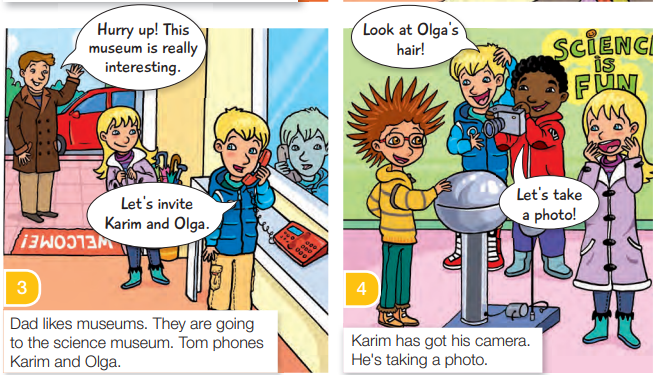 Hurry up! This
museum is really
interesting.
Let's invite
Karim and Olga.
WELCOME!
3
Dad likes museums. They are going
to the science museum. Tom phones
Karim and Olga.
Look at Olga's
hair!
SCIENC
IS
FUN
Let's take
a photo!
4
Karim has got his camera.
He's taking a photo.